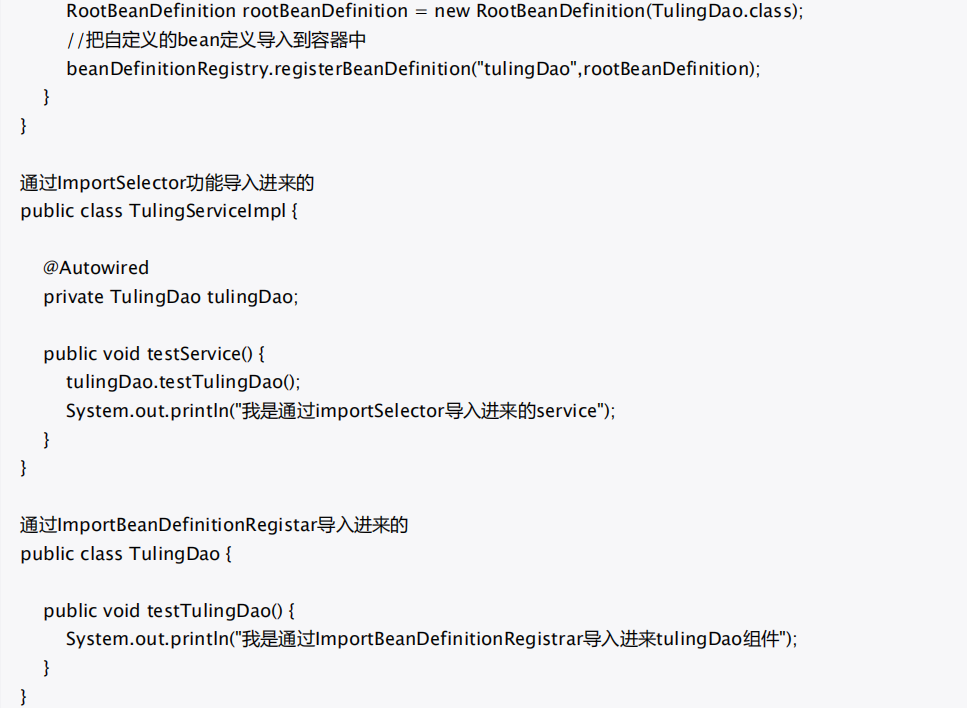 RootBeanDefinition rootBeanDefinition = new RootBeanDefinition(TulingDao.class);
//把自定义的bean定义导入到容器中
beanDefinitionRegistry.registerBeanDefinition("tulingDao",rootBeanDefinition);
}
}
通过ImportSelector功能导入进来的
public class TulingServiceImpl {
@Autowired
private TulingDao tulingDao;
public void testService() {
tulingDao.testTulingDao();
System.out.println("我是通过importSelector导入进来的service");
}
}
通过ImportBeanDefinitionRegistar导入进来的
public class TulingDao {
public void testTulingDao() {
System.out.println("我是通过ImportBeanDefinitionRegistrar导入进来tulingDao组件");
}
}